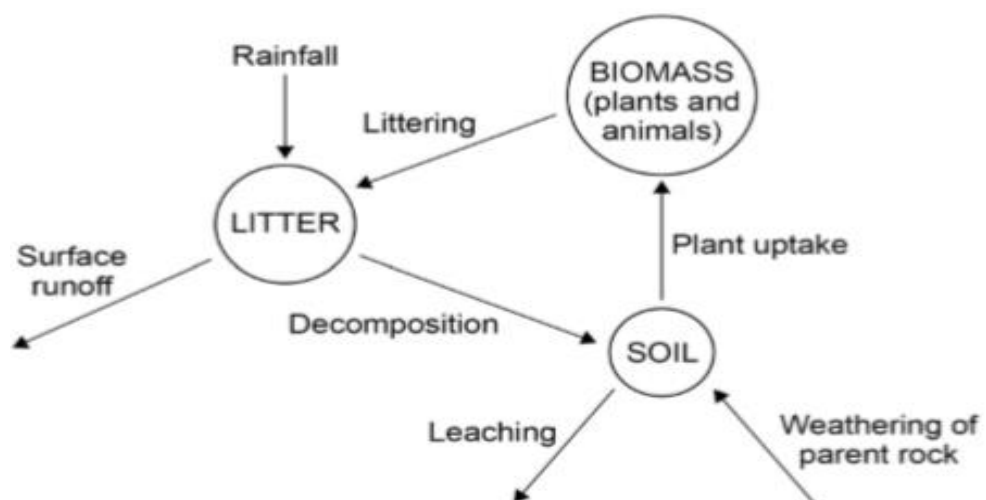 Rainfall
BIOMASS
(plants and
animals)
Littering
LITTER
Surface
runoff
Plant uptake
Decomposition
SOIL
Leaching
Weathering of
parent rock